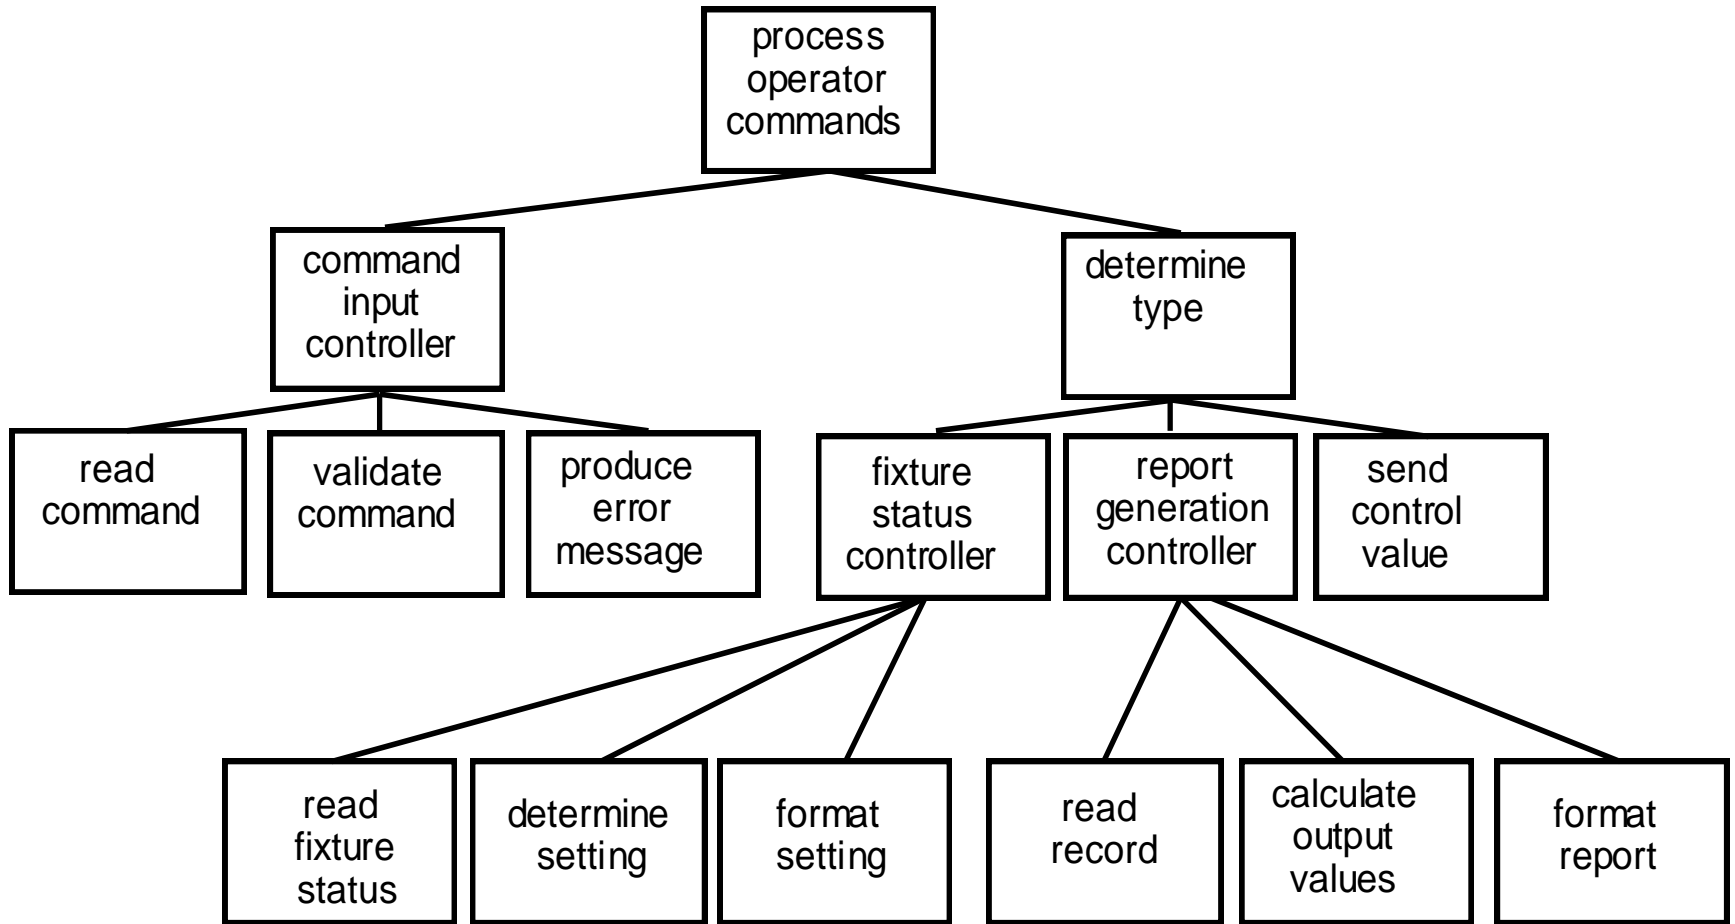 process
operator
commands
command
input
controller
determine
type
read
command
validate
command
produce
error
message
fixture
status
controller
report
generation
controller
send
control
value
read
fixture
status
determine
setting
format
setting
read
record
calculate
output
values
format
report